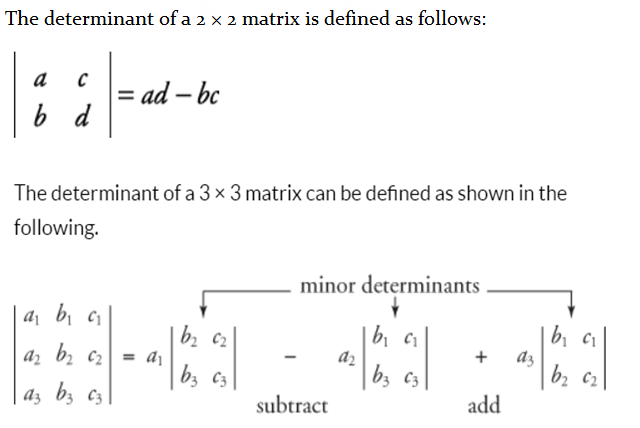 The determinant of a 2 × 2 matrix is defined as follows:
a c
= ad – bc
b d
The determinant of a 3 × 3 matrix can be defined as shown in the
following.
minor determinants
a₁ b₁ c₁
a₂ b₂ c₂
a₃ b₃ c₃
= a₁
b₂ c₂
b₃ c₃
– a₂
b₁ c₁
b₃ c₃
+ a₃
b₁ c₁
b₂ c₂
subtract add